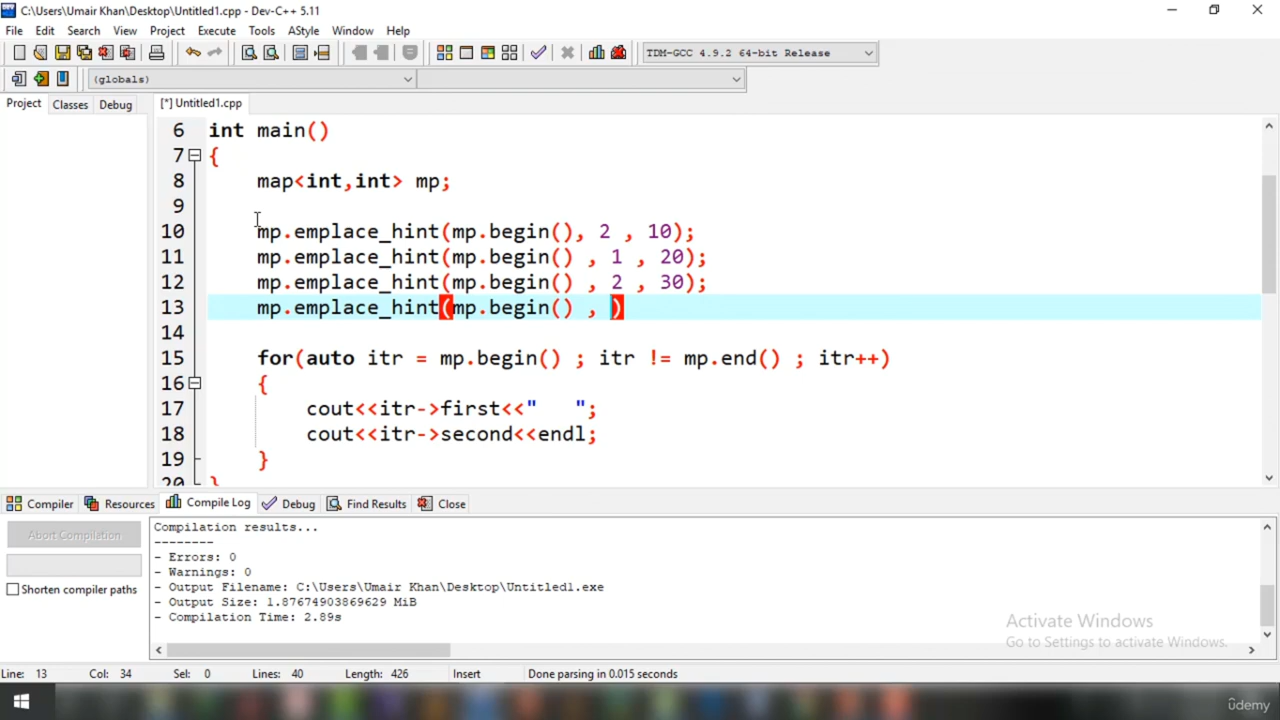 C:\Users\Umair Khan\Desktop\Untitled1.cpp - Dev-C++ 5.11
File Edit Search View Project Execute Tools AStyle Window Help
TDM-GCC 4.9.2 64-bit Release
(globals)
Project Classes Debug [*] Untitled1.cpp
6 int main()
7 {
8 map<int,int> mp;
9
10 mp.emplace_hint(mp.begin(), 2 , 10);
11 mp.emplace_hint(mp.begin() , 1 , 20);
12 mp.emplace_hint(mp.begin() , 2 , 30);
13 mp.emplace_hint(mp.begin() , )
14
15 for(auto itr = mp.begin() ; itr != mp.end() ; itr++)
16 {
17 cout<<itr->first<<"   ";
18 cout<<itr->second<<endl;
19 }
20 }
Compiler Resources Compile Log Debug Find Results Close
Abort Compilation
Shorten compiler paths
Compilation results...
--------
- Errors: 0
- Warnings: 0
- Output Filename: C:\Users\Umair Khan\Desktop\Untitled1.exe
- Output Size: 1.87674903869629 MiB
- Compilation Time: 2.89s
Activate Windows
Go to Settings to activate Windows.
Line: 13 Col: 34 Sel: 0 Lines: 40 Length: 426 Insert Done parsing in 0.015 seconds
ûdemy